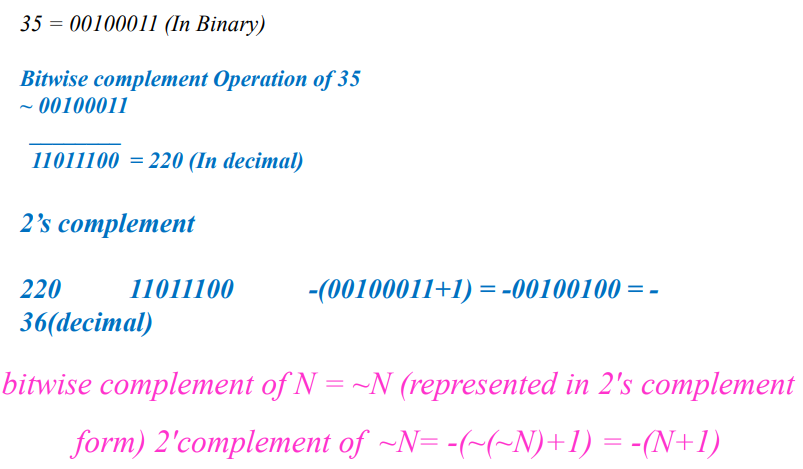 35 = 00100011 (In Binary)
Bitwise complement Operation of 35
~ 00100011
11011100 = 220 (In decimal)
2’s complement
220 11011100 -(00100011+1) = -00100100 = -
36(decimal)
bitwise complement of N = ~N (represented in 2's complement
form) 2'complement of ~N= -(~(~N)+1) = -(N+1)